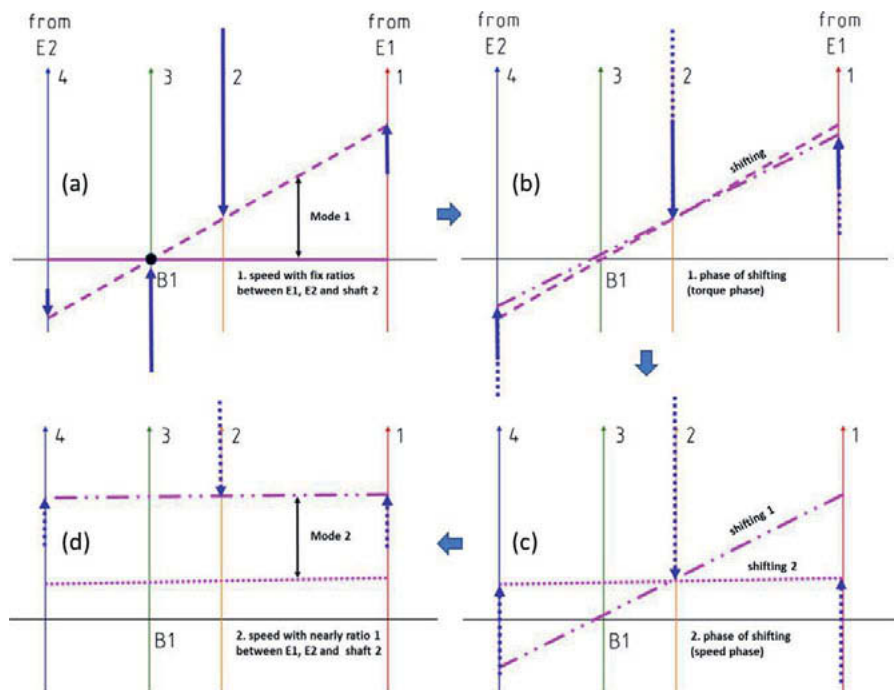 from
E2
from
E1
4
3
2
1
(a)
Mode 1
B1
1. speed with fix ratios
between E1, E2 and shaft 2
from
E2
from
E1
4
3
2
1
shifting
(b)
B1
1. phase of shifting
(torque phase)
4
3
2
1
(d)
Mode 2
B1
2. speed with nearly ratio 1
between E1, E2 and shaft 2
4
3
2
1
shifting 1
(c)
shifting 2
B1
2. phase of shifting
(speed phase)